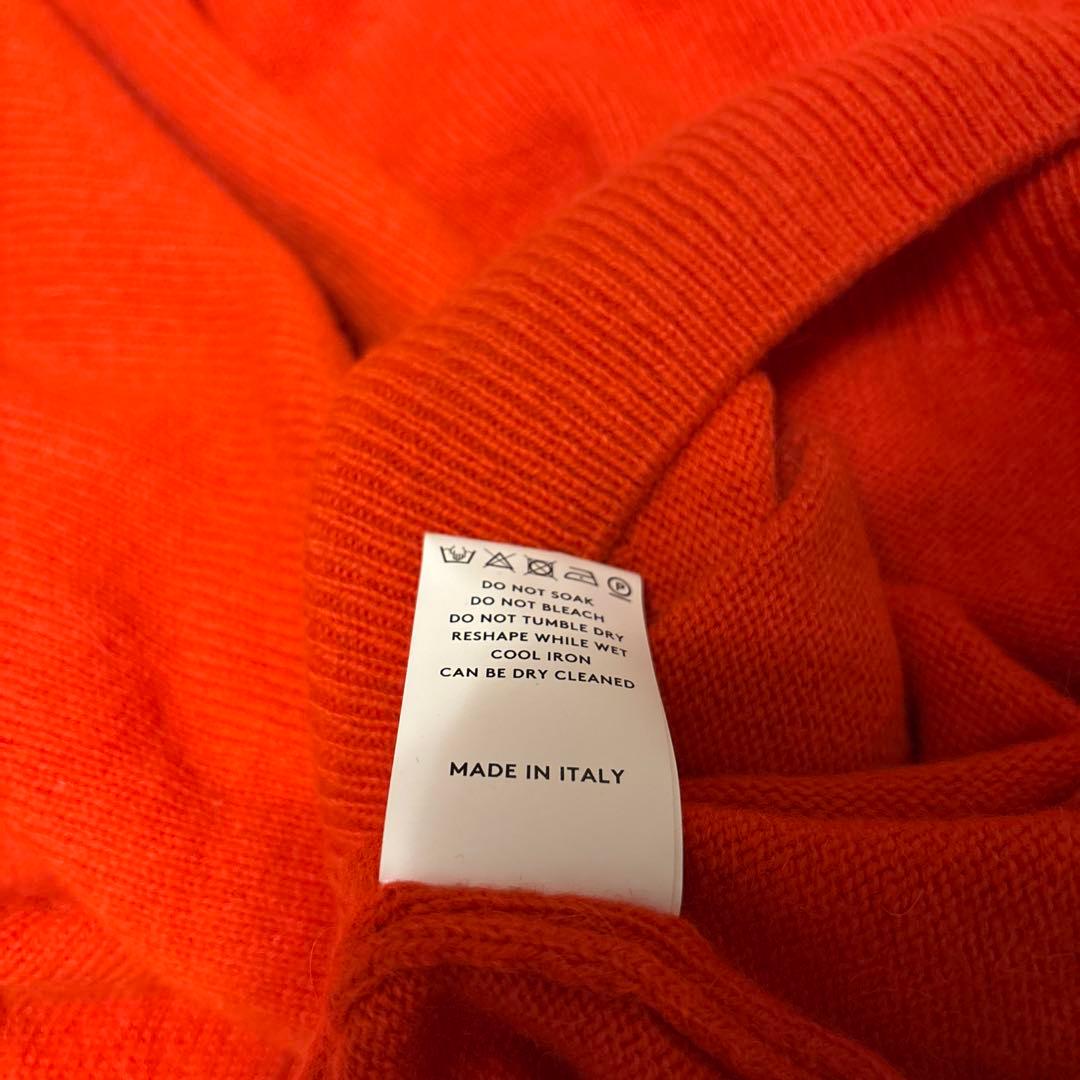 P
DO NOT SOAK
DO NOT BLEACH
DO NOT TUMBLE DRY
RESHAPE WHILE WET
COOL IRON
CAN BE DRY CLEANED
MADE IN ITALY